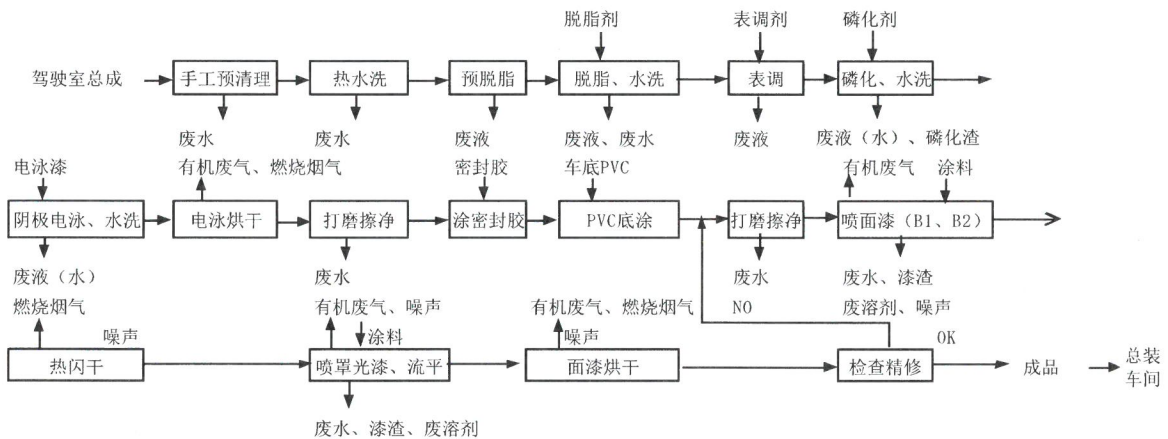 脱脂剂 表调剂 磷化剂
驾驶室总成 手工预清理 热水洗 预脱脂 脱脂、水洗 表调 磷化、水洗
废水 废水 废液 废液、废水 废液 废液（水）、磷化渣
电泳漆 有机废气、燃烧烟气 密封胶 车底PVC 有机废气 涂料
阴极电泳、水洗 电泳烘干 打磨擦净 涂密封胶 PVC底涂 打磨擦净 喷面漆（B1、B2）
废液（水） 废水 废水 废水、漆渣
燃烧烟气 有机废气、噪声 有机废气、燃烧烟气 NO 废溶剂、噪声
噪声 涂料 噪声 OK
热闪干 喷罩光漆、流平 面漆烘干 检查精修 成品 总装
车间
废水、漆渣、废溶剂